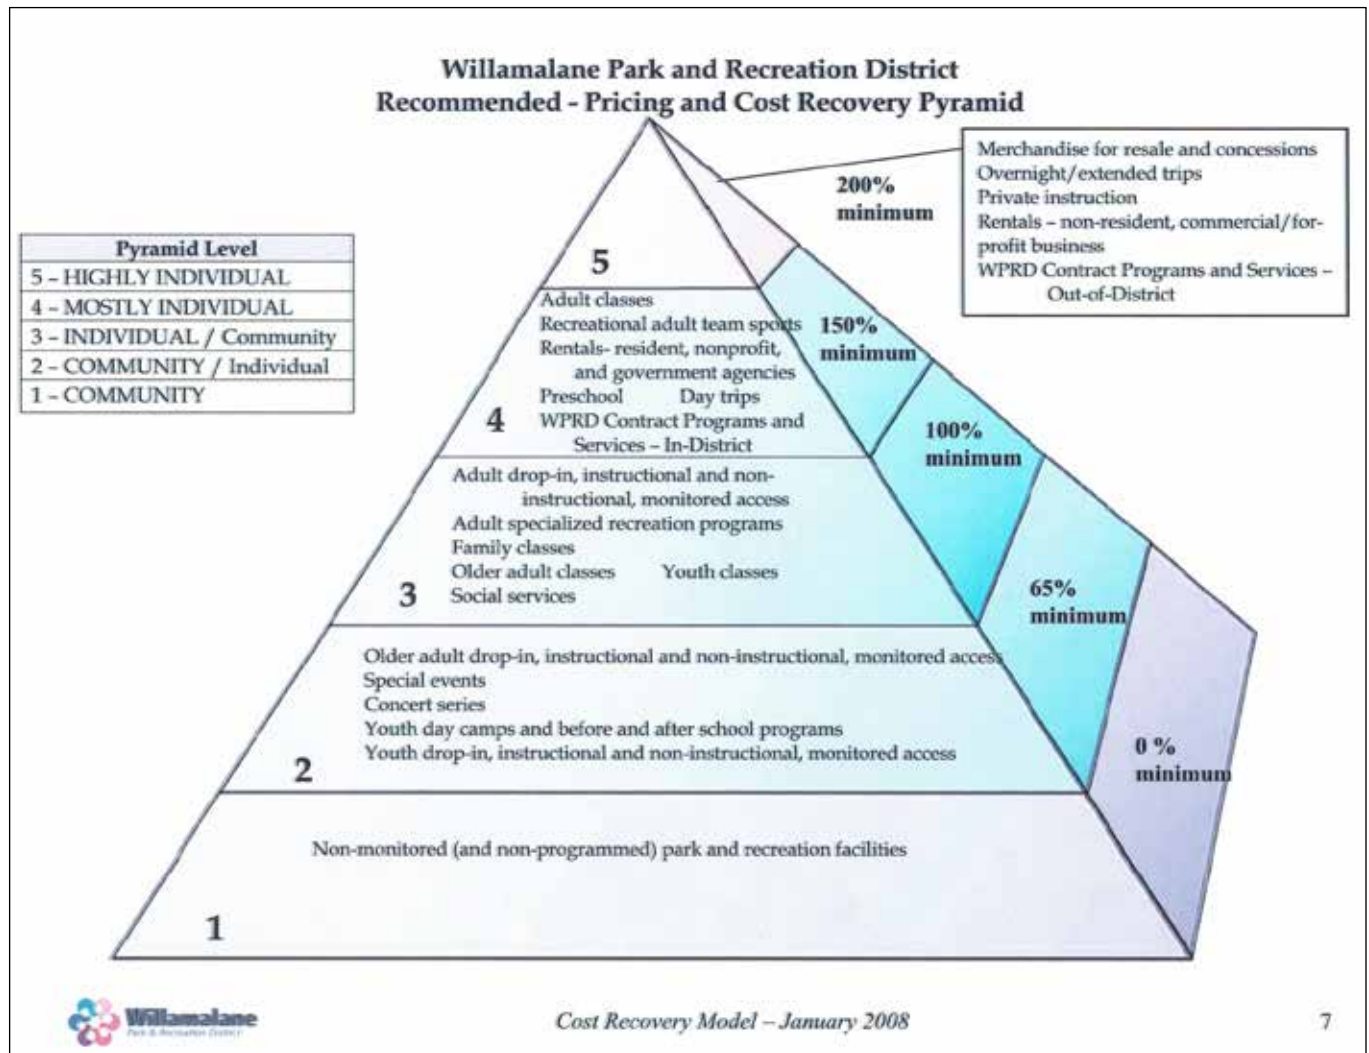 Willamalane Park and Recreation District
Recommended - Pricing and Cost Recovery Pyramid
Merchandise for resale and concessions
Overnight/extended trips
Private instruction
Rentals – non-resident, commercial/for-
profit business
WPRD Contract Programs and Services –
Out-of-District
200%
minimum
Pyramid Level
5 – HIGHLY INDIVIDUAL
4 – MOSTLY INDIVIDUAL
3 – INDIVIDUAL / Community
2 – COMMUNITY / Individual
1 – COMMUNITY
5
Adult classes
Recreational adult team sports
Rentals- resident, nonprofit,
and government agencies
Preschool Day trips
WPRD Contract Programs and
Services – In-District
4
150%
minimum
Adult drop-in, instructional and non-
instructional, monitored access
Adult specialized recreation programs
Family classes
Older adult classes Youth classes
Social services
3
100%
minimum
Older adult drop-in, instructional and non-instructional, monitored access
Special events
Concert series
Youth day camps and before and after school programs
Youth drop-in, instructional and non-instructional, monitored access
2
65%
minimum
Non-monitored (and non-programmed) park and recreation facilities
1
0 %
minimum
Willamalane
Park & Recreation District
Cost Recovery Model – January 2008
7